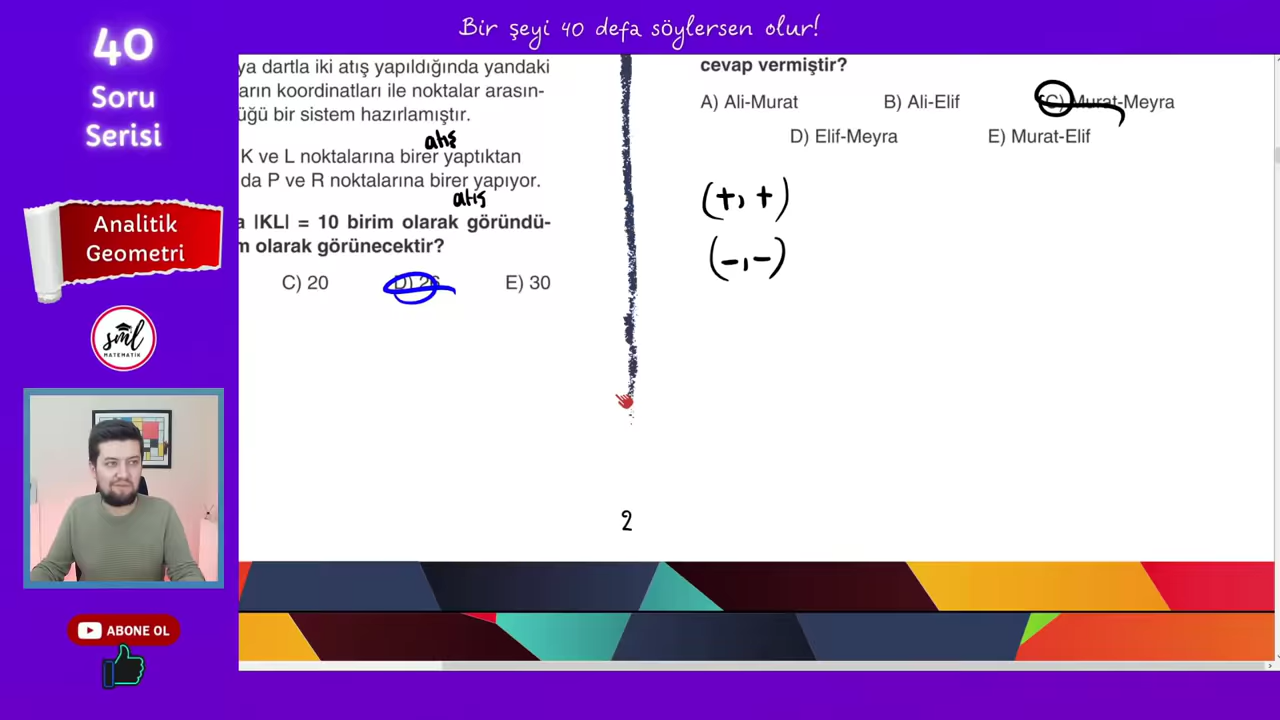 Bir şeyi 40 defa söylersen olur!
40
Soru
Serisi
Analitik
Geometri
sml
MATEMATİK
ABONE OL
ya dartla iki atış yapıldığında yandaki
ların koordinatları ile noktalar arasın-
üğü bir sistem hazırlamıştır.
atış
K ve L noktalarına birer yaptıktan
da P ve R noktalarına birer yapıyor.
atış
a |KL| = 10 birim olarak göründü-
m olarak görünecektir?
C) 20
D) 26
E) 30
cevap vermiştir?
A) Ali-Murat
B) Ali-Elif
C) Murat-Meyra
D) Elif-Meyra
E) Murat-Elif
(+, +)
(-, -)
2